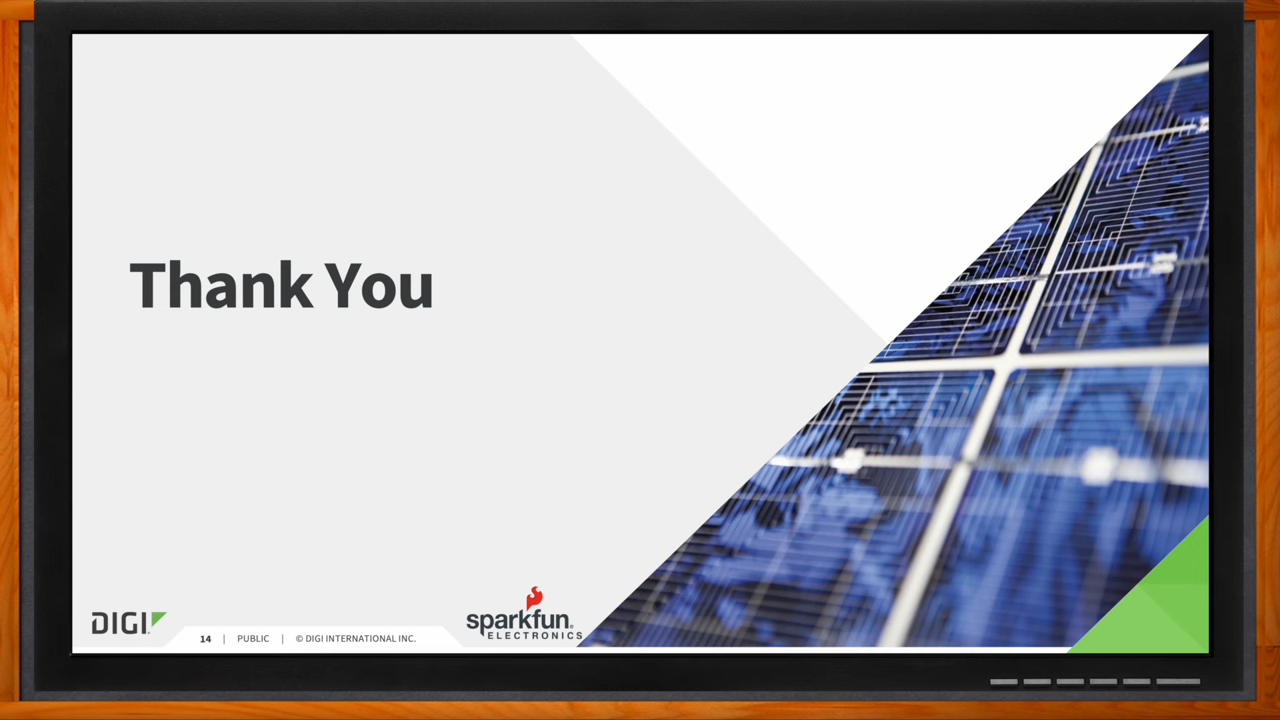 Thank You
DIGI
14 | PUBLIC | © DIGI INTERNATIONAL INC.
sparkfun
ELECTRONICS